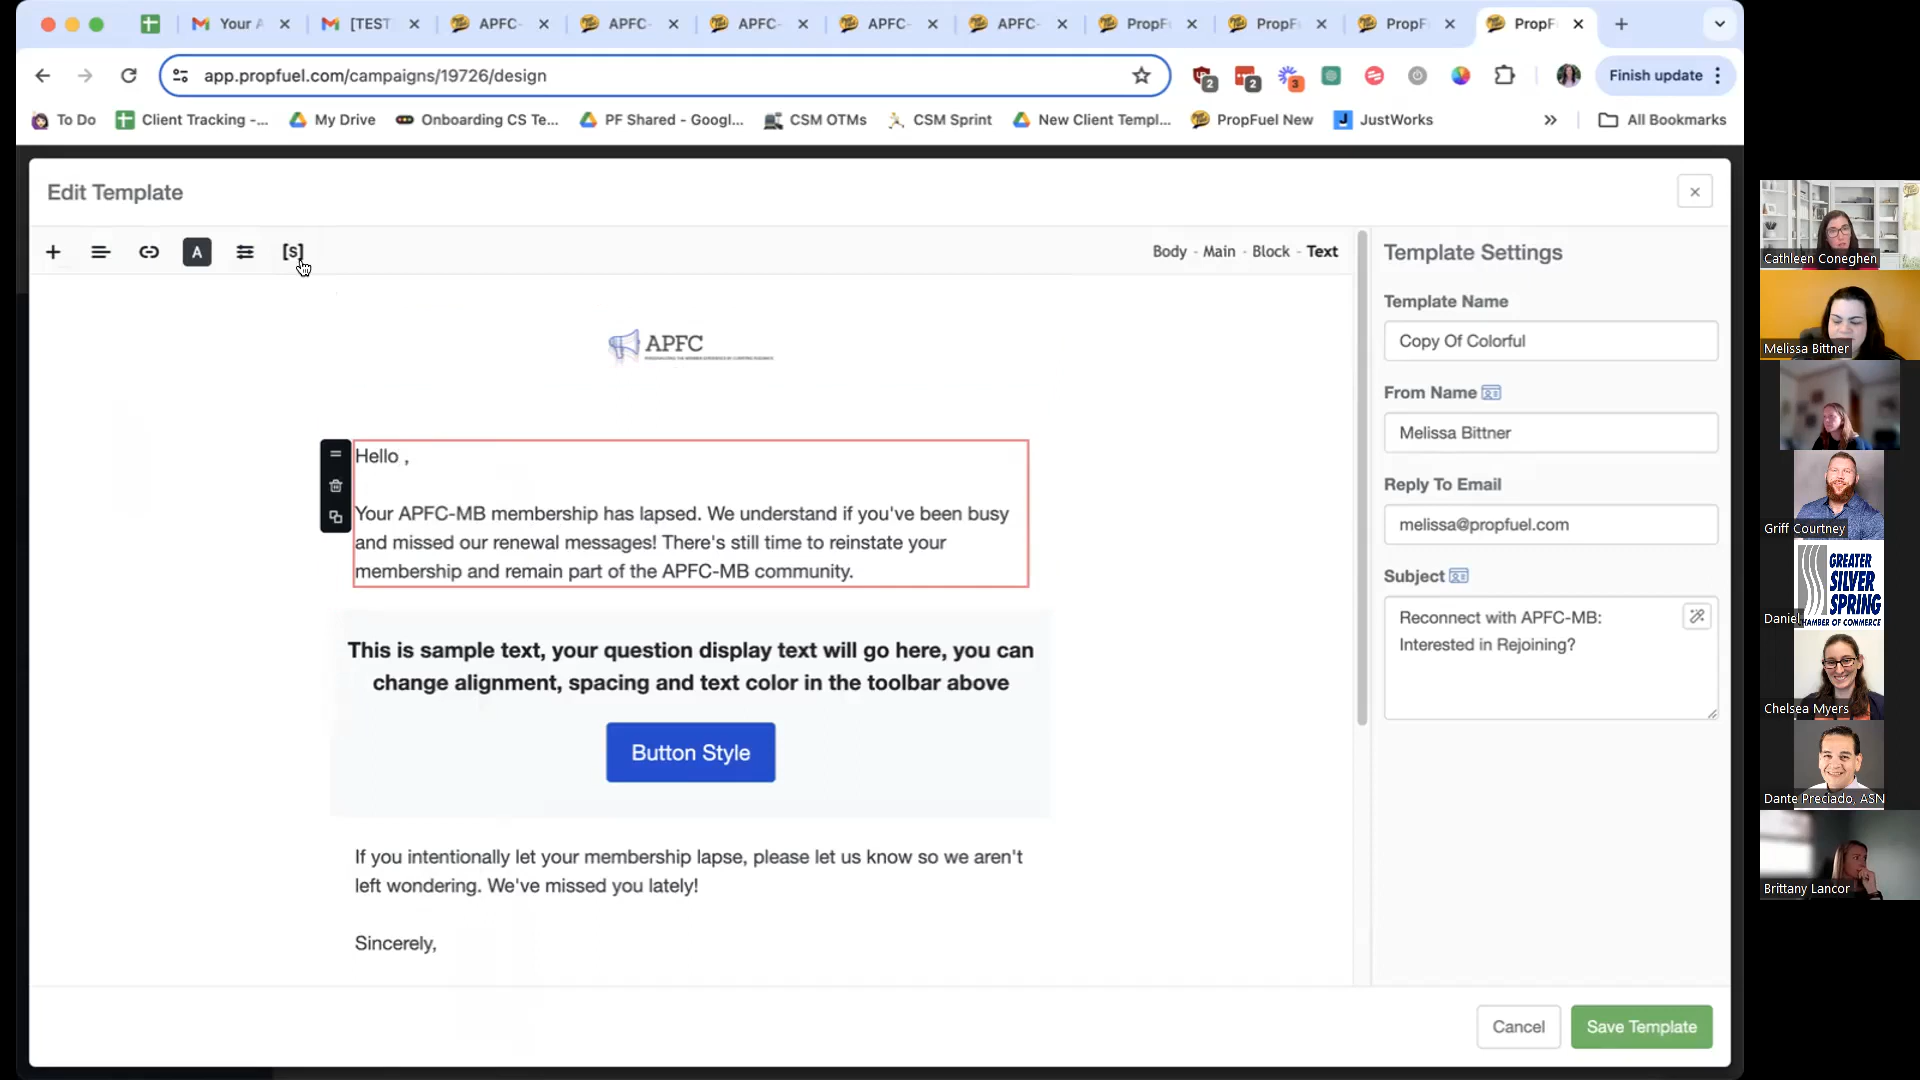 Your A
[TEST
APFC-
APFC-
APFC-
APFC-
APFC-
PropF
PropF
PropF
PropF
app.propfuel.com/campaigns/19726/design
2
2
3
Finish update
To Do
Client Tracking -...
My Drive
Onboarding CS Te...
PF Shared - Googl...
CSM OTMs
CSM Sprint
New Client Templ...
PropFuel New
JustWorks
All Bookmarks
Edit Template
A
[S]
Body - Main - Block - Text
APFC
Hello ,
Your APFC-MB membership has lapsed. We understand if you've been busy
and missed our renewal messages! There's still time to reinstate your
membership and remain part of the APFC-MB community.
This is sample text, your question display text will go here, you can
change alignment, spacing and text color in the toolbar above
Button Style
If you intentionally let your membership lapse, please let us know so we aren't
left wondering. We've missed you lately!
Sincerely,
Template Settings
Template Name
Copy Of Colorful
From Name
Melissa Bittner
Reply To Email
melissa@propfuel.com
Subject
Reconnect with APFC-MB:
Interested in Rejoining?
Cancel
Save Template
Cathleen Coneghen
Melissa Bittner
Griff Courtney
GREATER
SILVER
SPRING
CHAMBER OF COMMERCE
Daniel
Chelsea Myers
Dante Preciado, ASN
Brittany Lancor